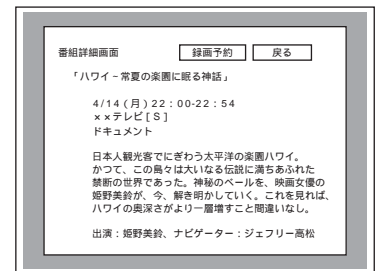 番組詳細画面 録画予約 戻る
「ハワイ－常夏の楽園に眠る神話」
4/14(月)22:00-22:54
××テレビ[S]
ドキュメント
日本人観光客でにぎわう太平洋の楽園ハワイ。
かつて、この島々は大いなる伝説に満ちあふれた
禁断の世界であった。神秘のベールを、映画女優の
姫野美鈴が、今、解き明かしていく。これを見れば、
ハワイの奥深さがより一層増すこと間違いなし。
出演:姫野美鈴、ナビゲーター:ジェフリー高松